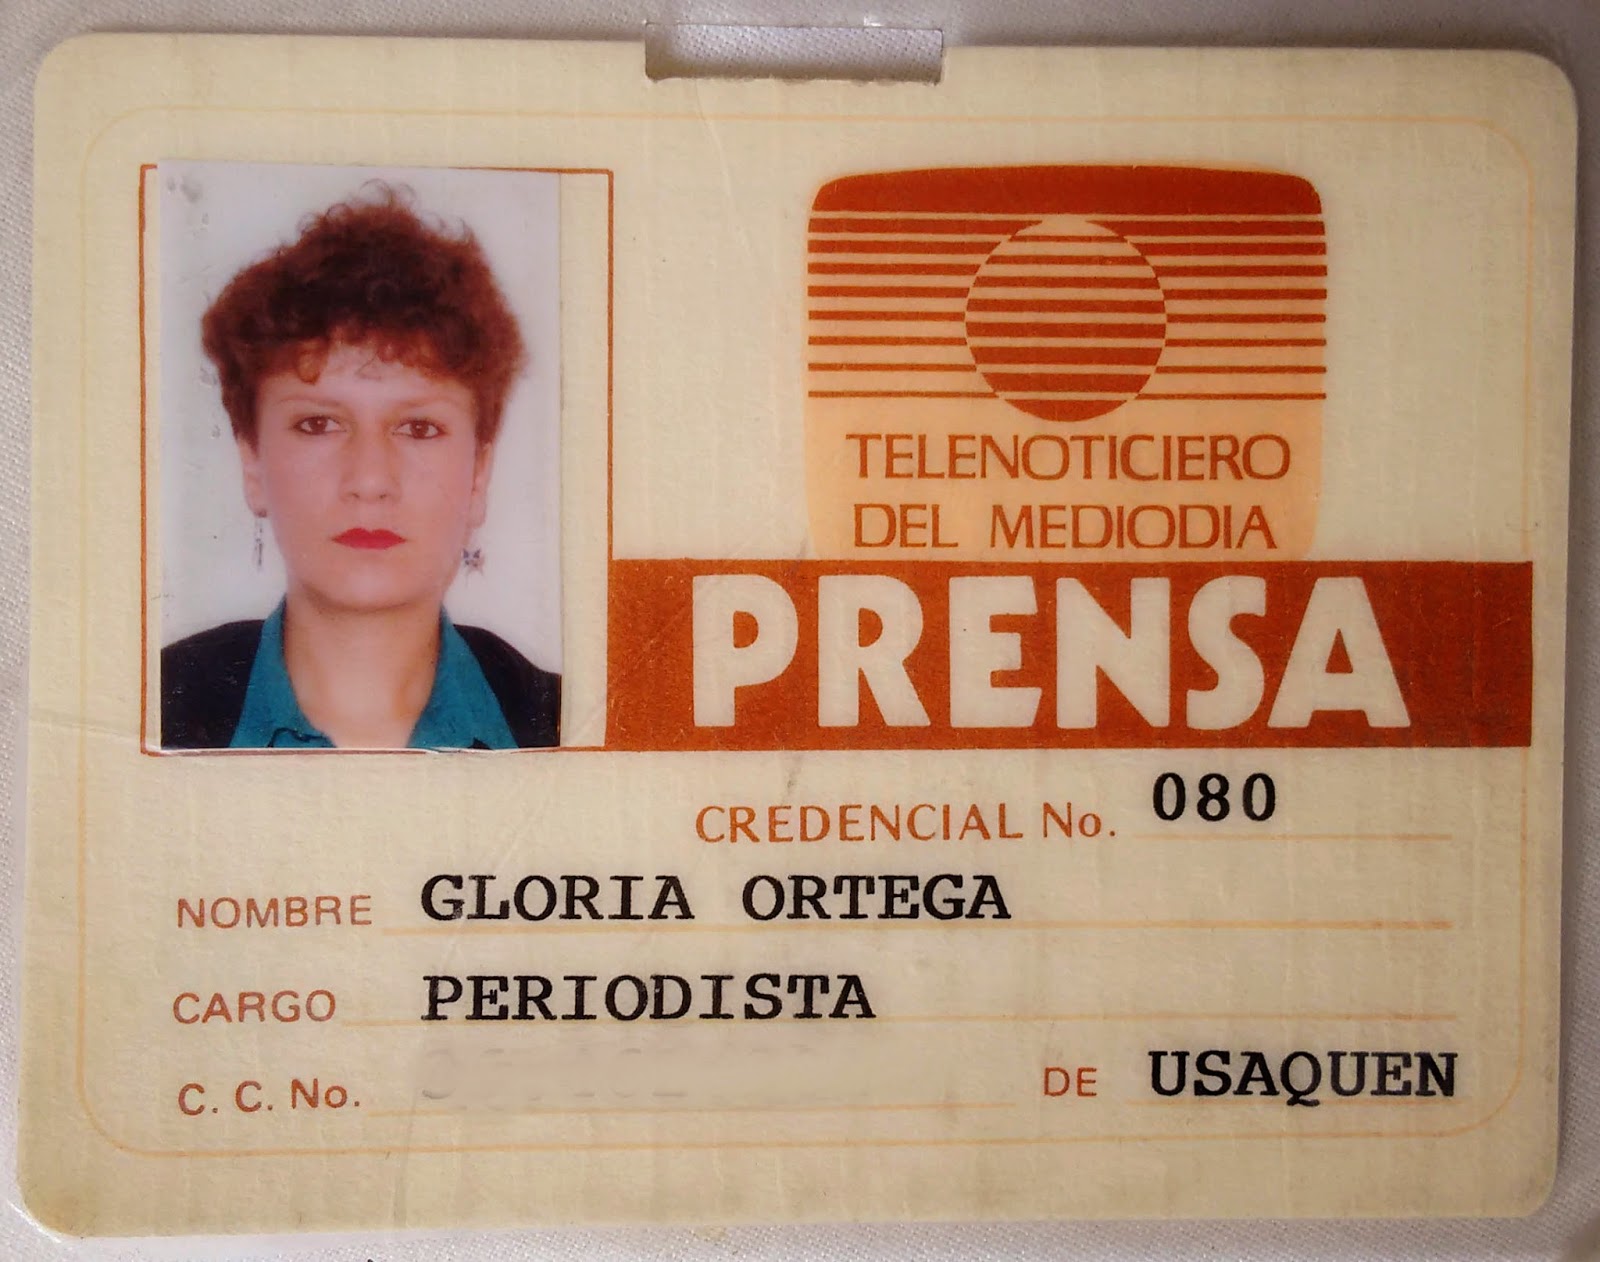 TELENOTICIERO
DEL MEDIODIA
PRENSA
CREDENCIAL No. 080
NOMBRE GLORIA ORTEGA
CARGO PERIODISTA
C. C. No. DE USAQUEN